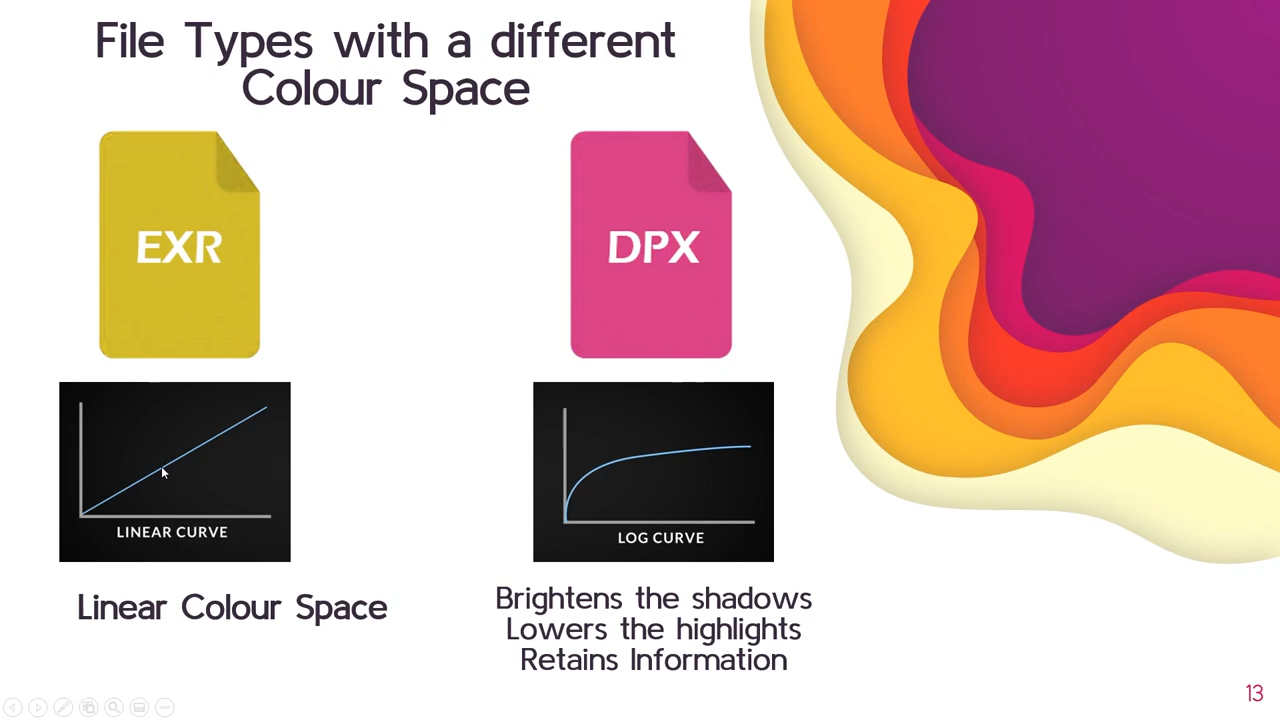 File Types with a different
Colour Space
EXR
DPX
LINEAR CURVE
LOG CURVE
Linear Colour Space
Brightens the shadows
Lowers the highlights
Retains Information
13